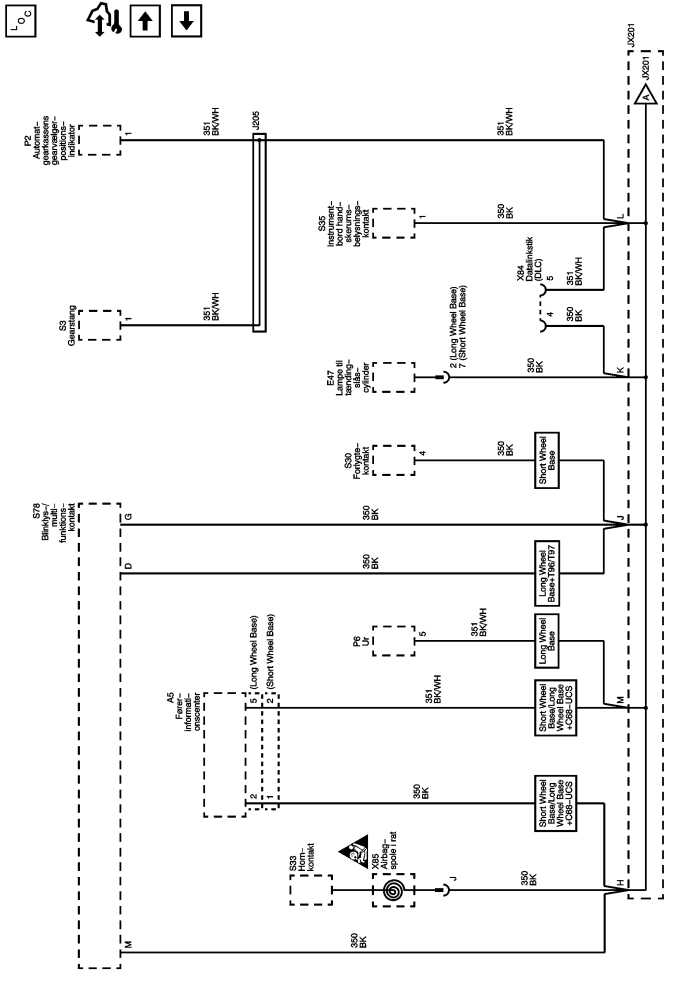 LOC
P2
Automat–
gearkassens
gearvælger–
positions–
indikator
1
351
BK/WH
J205
351
BK/WH
JX201
JX201
A
S35
Instrument–
bord hand–
skerums–
belysnings–
kontakt
1
350
BK
L
X84
Datalinkstik
(DLC)
5
351
BK/WH
4
350
BK
S3
Gearstang
1
351
BK/WH
E47
Lampe til
tænding–
slås–
cylinder
2 (Long Wheel Base)
7 (Short Wheel Base)
350
BK
K
S30
Forlygte–
kontakt
4
350
BK
Short Wheel
Base
S78
Blinklys–/
multi–
funktions–
kontakt
G
350
BK
J
D
350
BK
Long Wheel
Base+T96/T97
P6
Ur
5
351
BK/WH
Long Wheel
Base
A5
Fører–
informati–
onscenter
5
(Long Wheel Base)
2
(Short Wheel Base)
351
BK/WH
Short Wheel
Base/Long
Wheel Base
+C68–UCS
M
2
1
350
BK
Short Wheel
Base/Long
Wheel Base
+C68–UCS
S33
Horn–
kontakt
X85
Airbag–
spole i rat
J
350
BK
H
M
350
BK